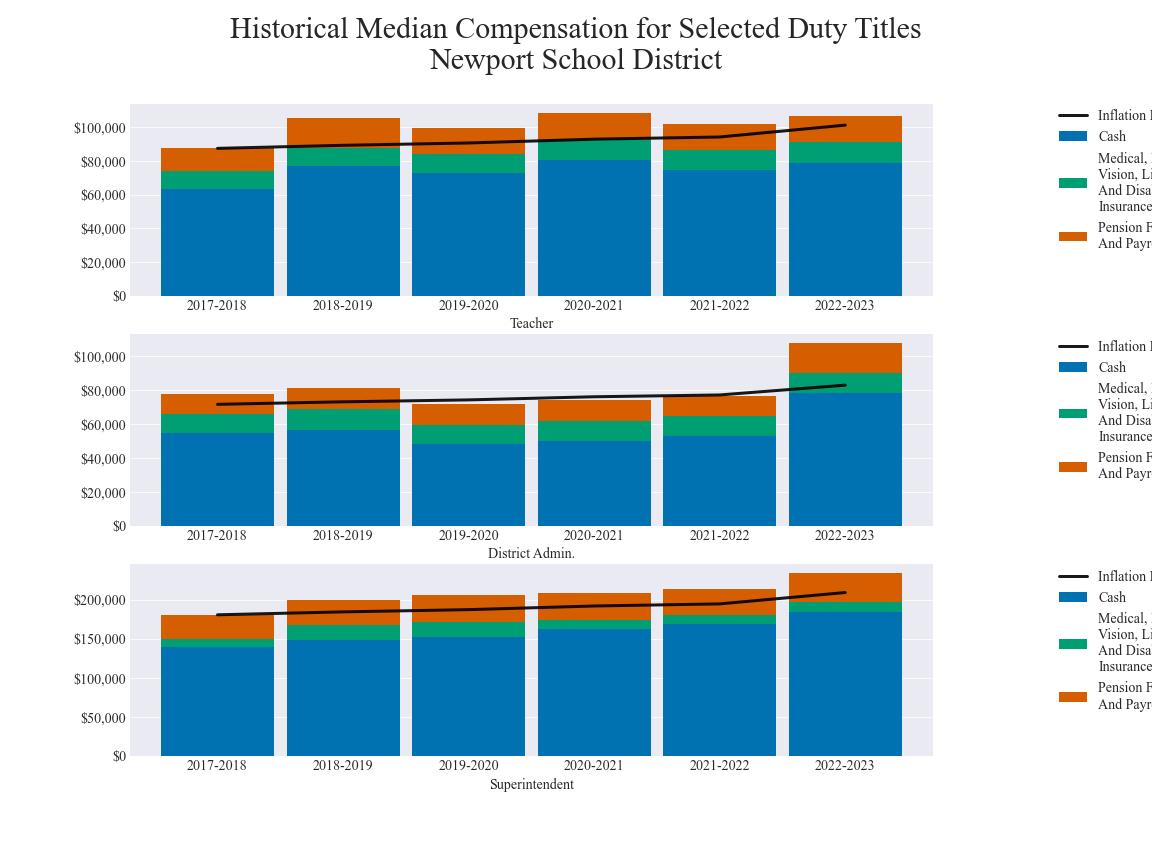 Historical Median Compensation for Selected Duty Titles
Newport School District
$100,000
$80,000
$60,000
$40,000
$20,000
$0
2017-2018 2018-2019 2019-2020 2020-2021 2021-2022 2022-2023
Teacher
Inflation
Cash
Medical,
Vision,
And
Insurance
Pension
And
$100,000
$80,000
$60,000
$40,000
$20,000
$0
2017-2018 2018-2019 2019-2020 2020-2021 2021-2022 2022-2023
District Admin.
Inflation
Cash
Medical,
Vision,
And
Insurance
Pension
And
$200,000
$150,000
$100,000
$50,000
$0
2017-2018 2018-2019 2019-2020 2020-2021 2021-2022 2022-2023
Superintendent
Inflation
Cash
Medical,
Vision,
And
Insurance
Pension
And